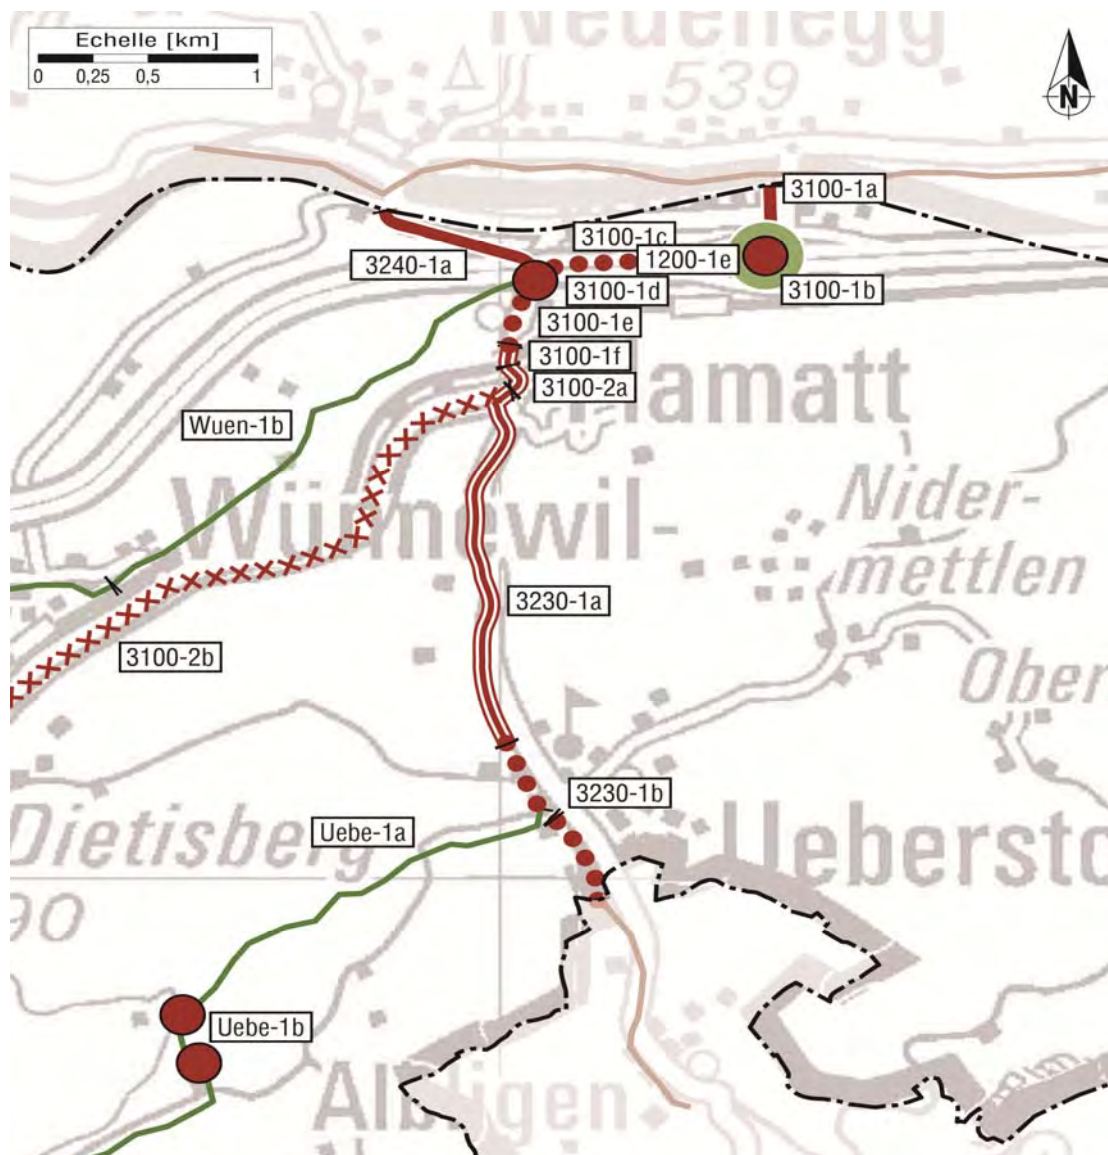 Neuenegg
Echelle [km]
0 0,25 0,5 1
539
N
3100-1a
3100-1c
3240-1a
1200-1e
3100-1d
3100-1b
3100-1e
3100-1f
3100-2a
Flamatt
Wuen-1b
Wünnewil-
Nider-
mettlen
3230-1a
3100-2b
Ober
3230-1b
Dietisberg
Uebe-1a
Uebersto
90
Uebe-1b
Albligen